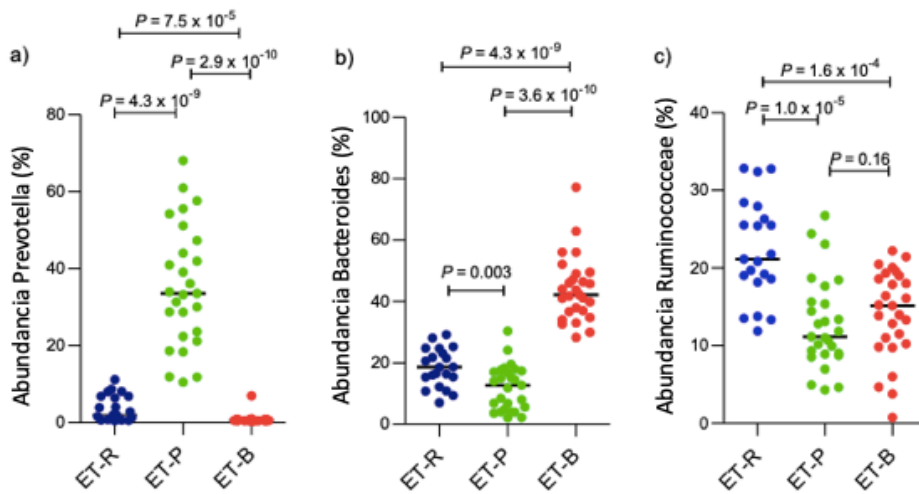 a)
P = 7.5 x 10⁻⁵
P = 2.9 x 10⁻¹⁰
P = 4.3 x 10⁻⁹
Abundancia Prevotella (%)
80
60
40
20
0
ET-R
ET-P
ET-B
b)
P = 4.3 x 10⁻⁹
P = 3.6 x 10⁻¹⁰
P = 0.003
Abundancia Bacteroides (%)
100
80
60
40
20
0
ET-R
ET-P
ET-B
c)
P = 1.6 x 10⁻⁴
P = 1.0 x 10⁻⁵
P = 0.16
Abundancia Ruminococceae (%)
40
30
20
10
0
ET-R
ET-P
ET-B